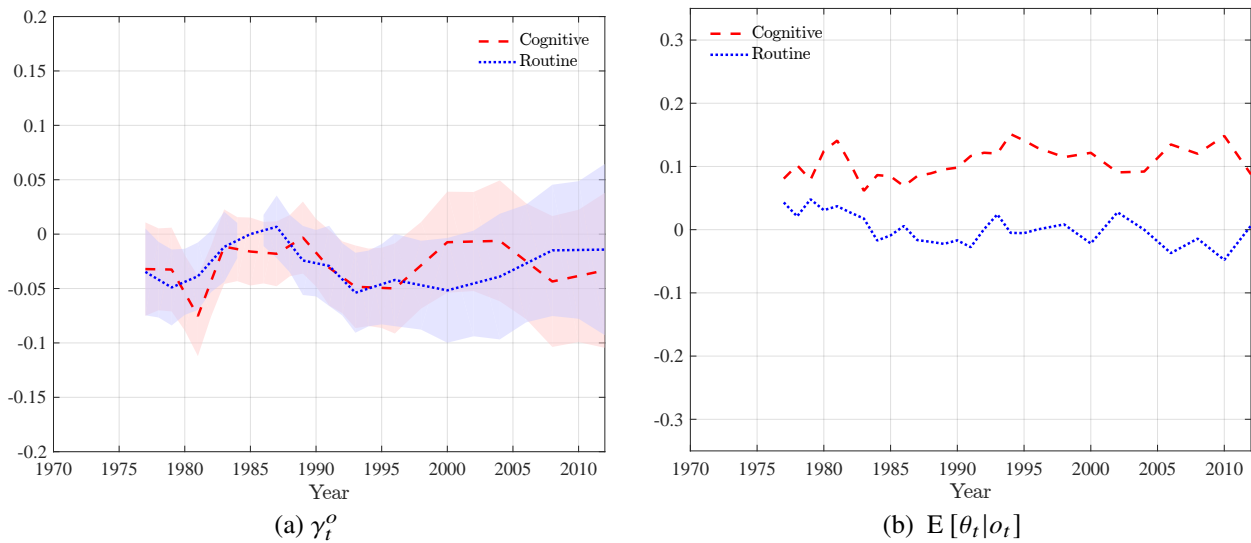 0.2
0.15
0.1
0.05
0
-0.05
-0.1
-0.15
-0.2
1970 1975 1980 1985 1990 1995 2000 2005 2010
Year
Cognitive
Routine
(a) γ_t^o
0.3
0.2
0.1
0
-0.1
-0.2
-0.3
1970 1975 1980 1985 1990 1995 2000 2005 2010
Year
Cognitive
Routine
(b) E [θ_t|o_t]